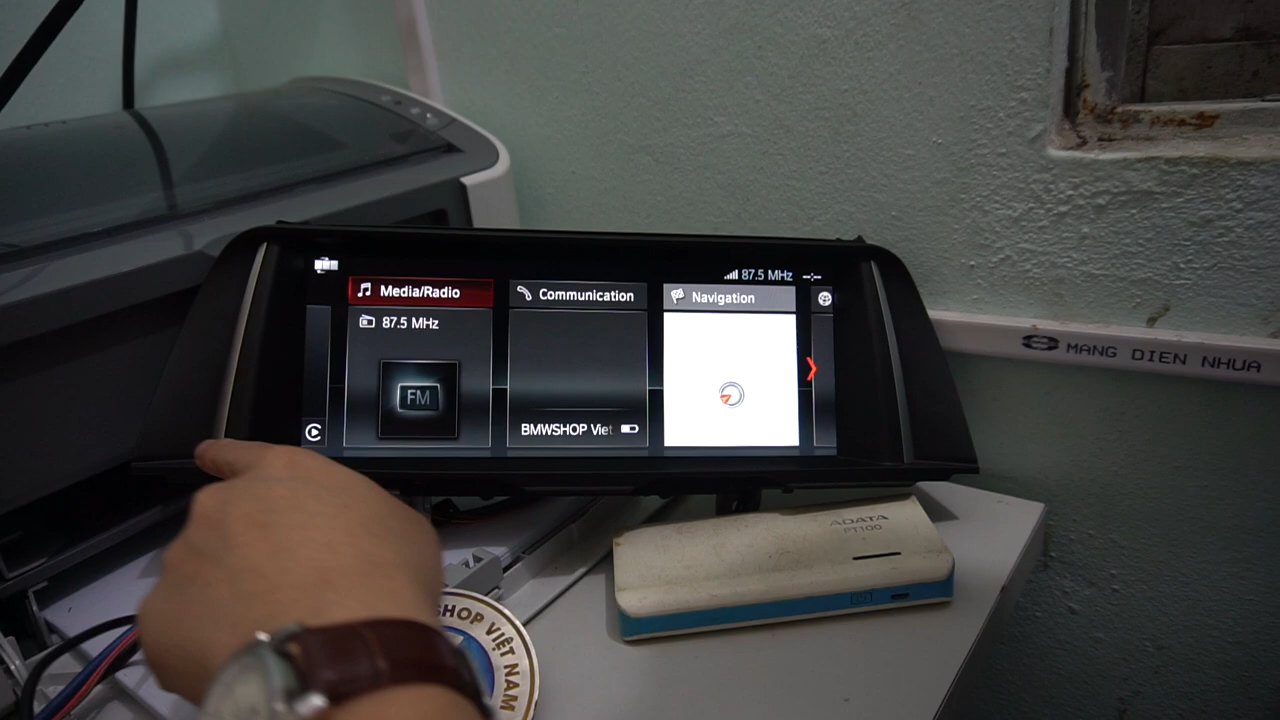 87.5 MHz
Media/Radio
Communication
Navigation
87.5 MHz
FM
BMWSHOP Viet
MANG DIEN NHUA
ADATA
PT100
SHOP VIỆT NAM